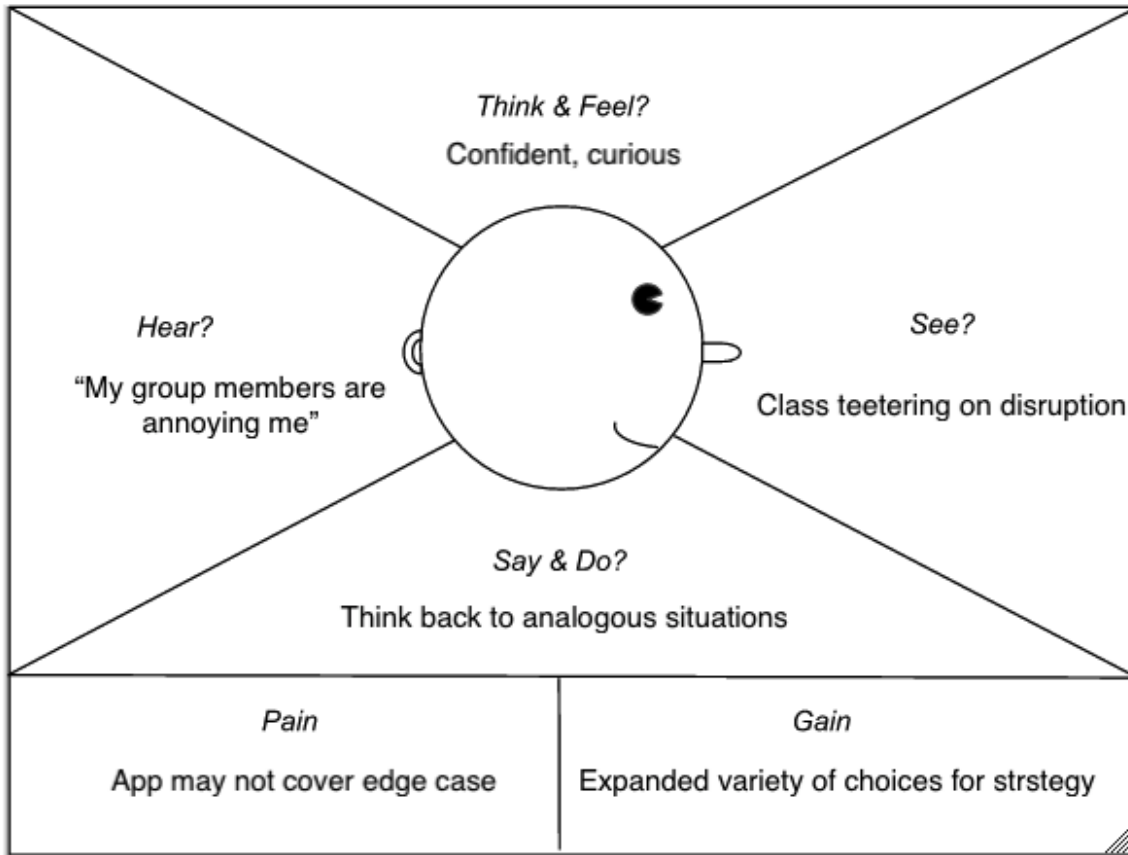 Think & Feel?
Confident, curious
Hear?
“My group members are
annoying me”
See?
Class teetering on disruption
Say & Do?
Think back to analogous situations
Pain
App may not cover edge case
Gain
Expanded variety of choices for strstegy